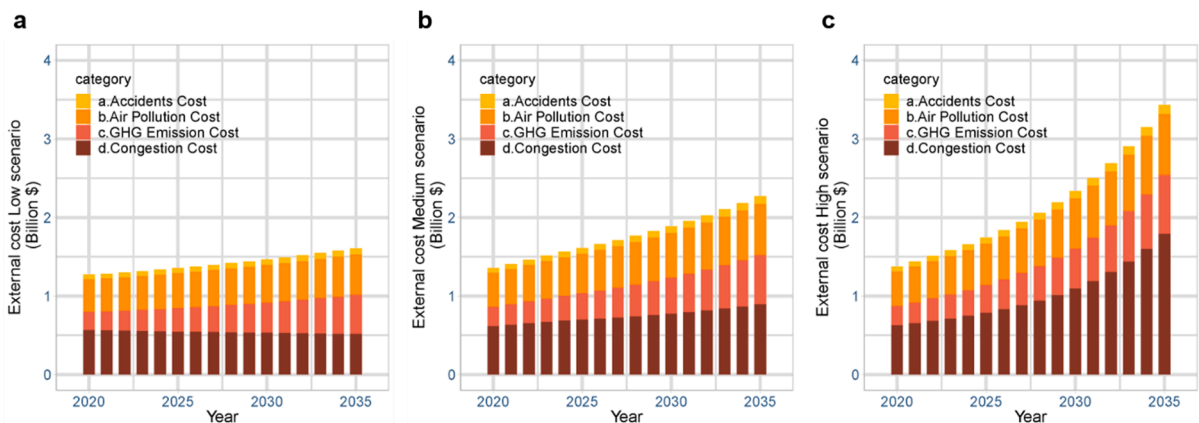 a
External cost Low scenario
(Billion $)
4
3
2
1
0
category
a.Accidents Cost
b.Air Pollution Cost
c.GHG Emission Cost
d.Congestion Cost
2020
2025
2030
2035
Year
b
External cost Medium scenario
(Billion $)
4
3
2
1
0
category
a.Accidents Cost
b.Air Pollution Cost
c.GHG Emission Cost
d.Congestion Cost
2020
2025
2030
2035
Year
c
External cost High scenario
(Billion $)
4
3
2
1
0
category
a.Accidents Cost
b.Air Pollution Cost
c.GHG Emission Cost
d.Congestion Cost
2020
2025
2030
2035
Year